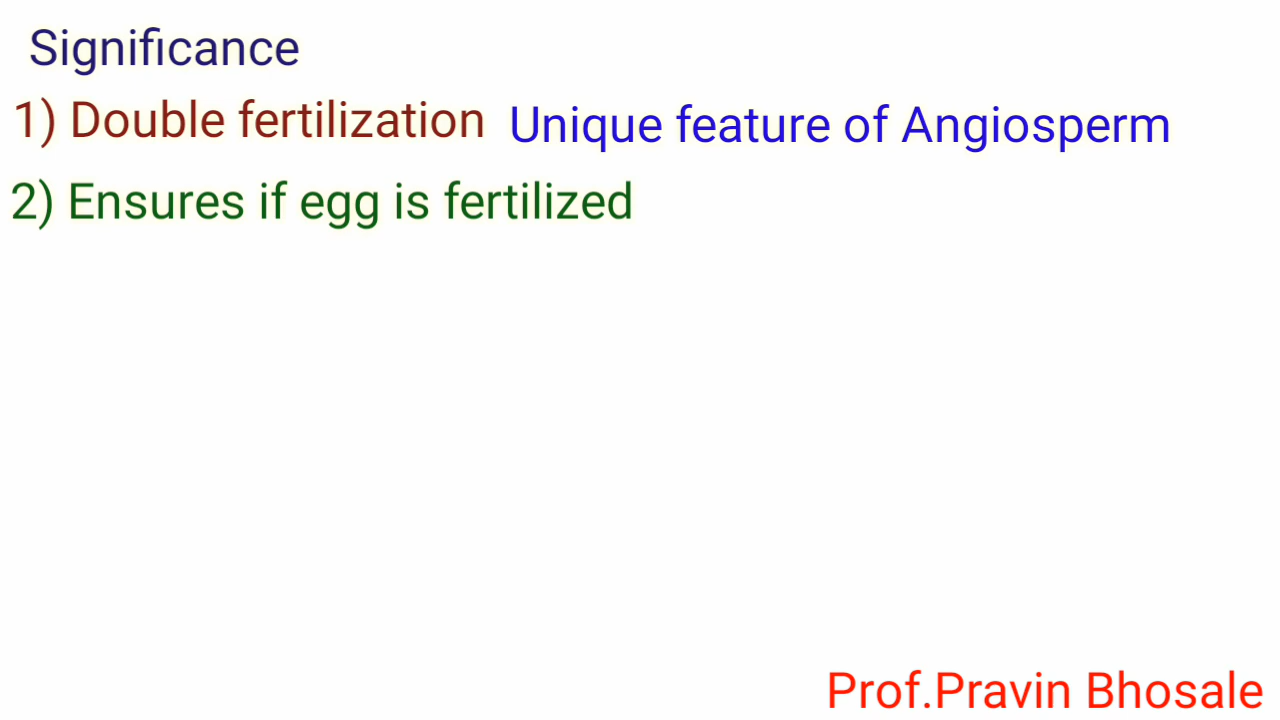 Significance
1) Double fertilization Unique feature of Angiosperm
2) Ensures if egg is fertilized
Prof.Pravin Bhosale